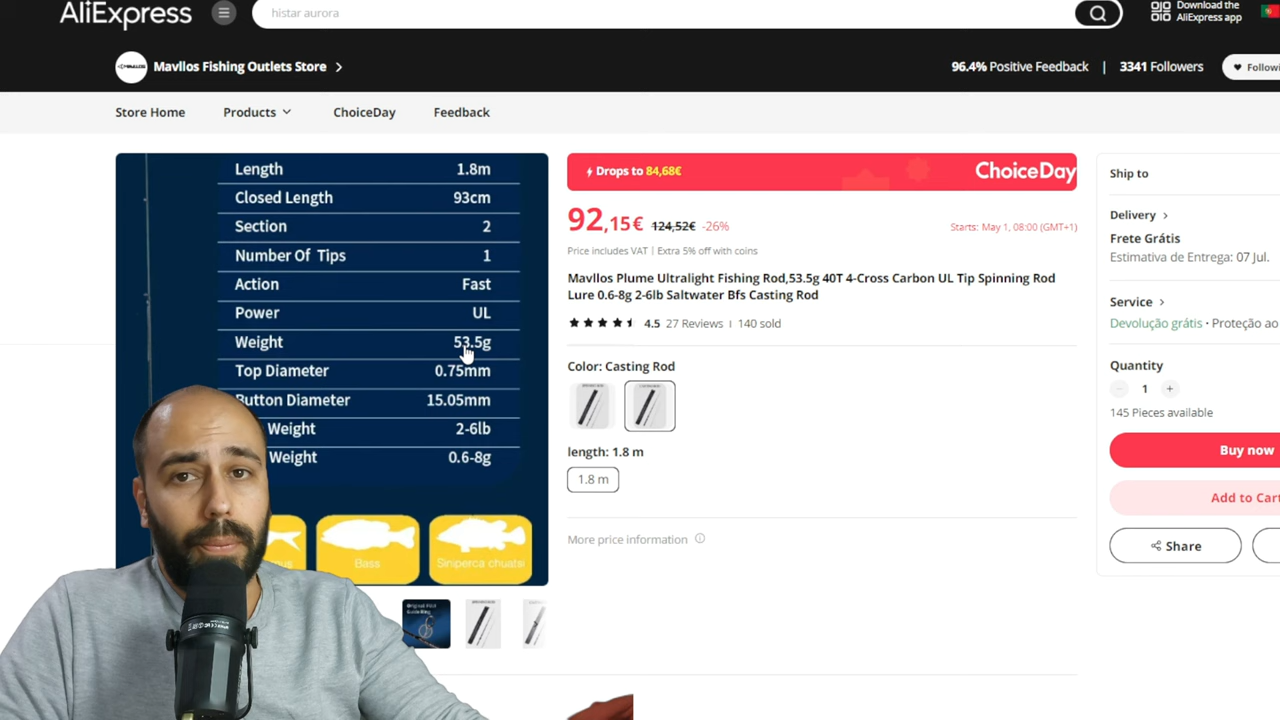 AliExpress
histar aurora
Download the
AliExpress app
Mavllos Fishing Outlets Store
96.4% Positive Feedback | 3341 Followers
Followi
Store Home
Products
ChoiceDay
Feedback
Length 1.8m
Closed Length 93cm
Section 2
Number Of Tips 1
Action Fast
Power UL
Weight 53.5g
Top Diameter 0.75mm
Button Diameter 15.05mm
Weight 2-6lb
Weight 0.6-8g
Bass
Siniperca chuatsi
Drops to 84,68€
ChoiceDay
92,15€ 124,52€ -26%
Starts: May 1, 08:00 (GMT+1)
Price includes VAT | Extra 5% off with coins
Mavllos Plume Ultralight Fishing Rod,53.5g 40T 4-Cross Carbon UL Tip Spinning Rod
Lure 0.6-8g 2-6lb Saltwater Bfs Casting Rod
4.5 27 Reviews | 140 sold
Color: Casting Rod
length: 1.8 m
1.8 m
More price information
Ship to
Delivery
Frete Grátis
Estimativa de Entrega: 07 Jul.
Service
Devolução grátis · Proteção ao
Quantity
1
145 Pieces available
Buy now
Add to Cart
Share